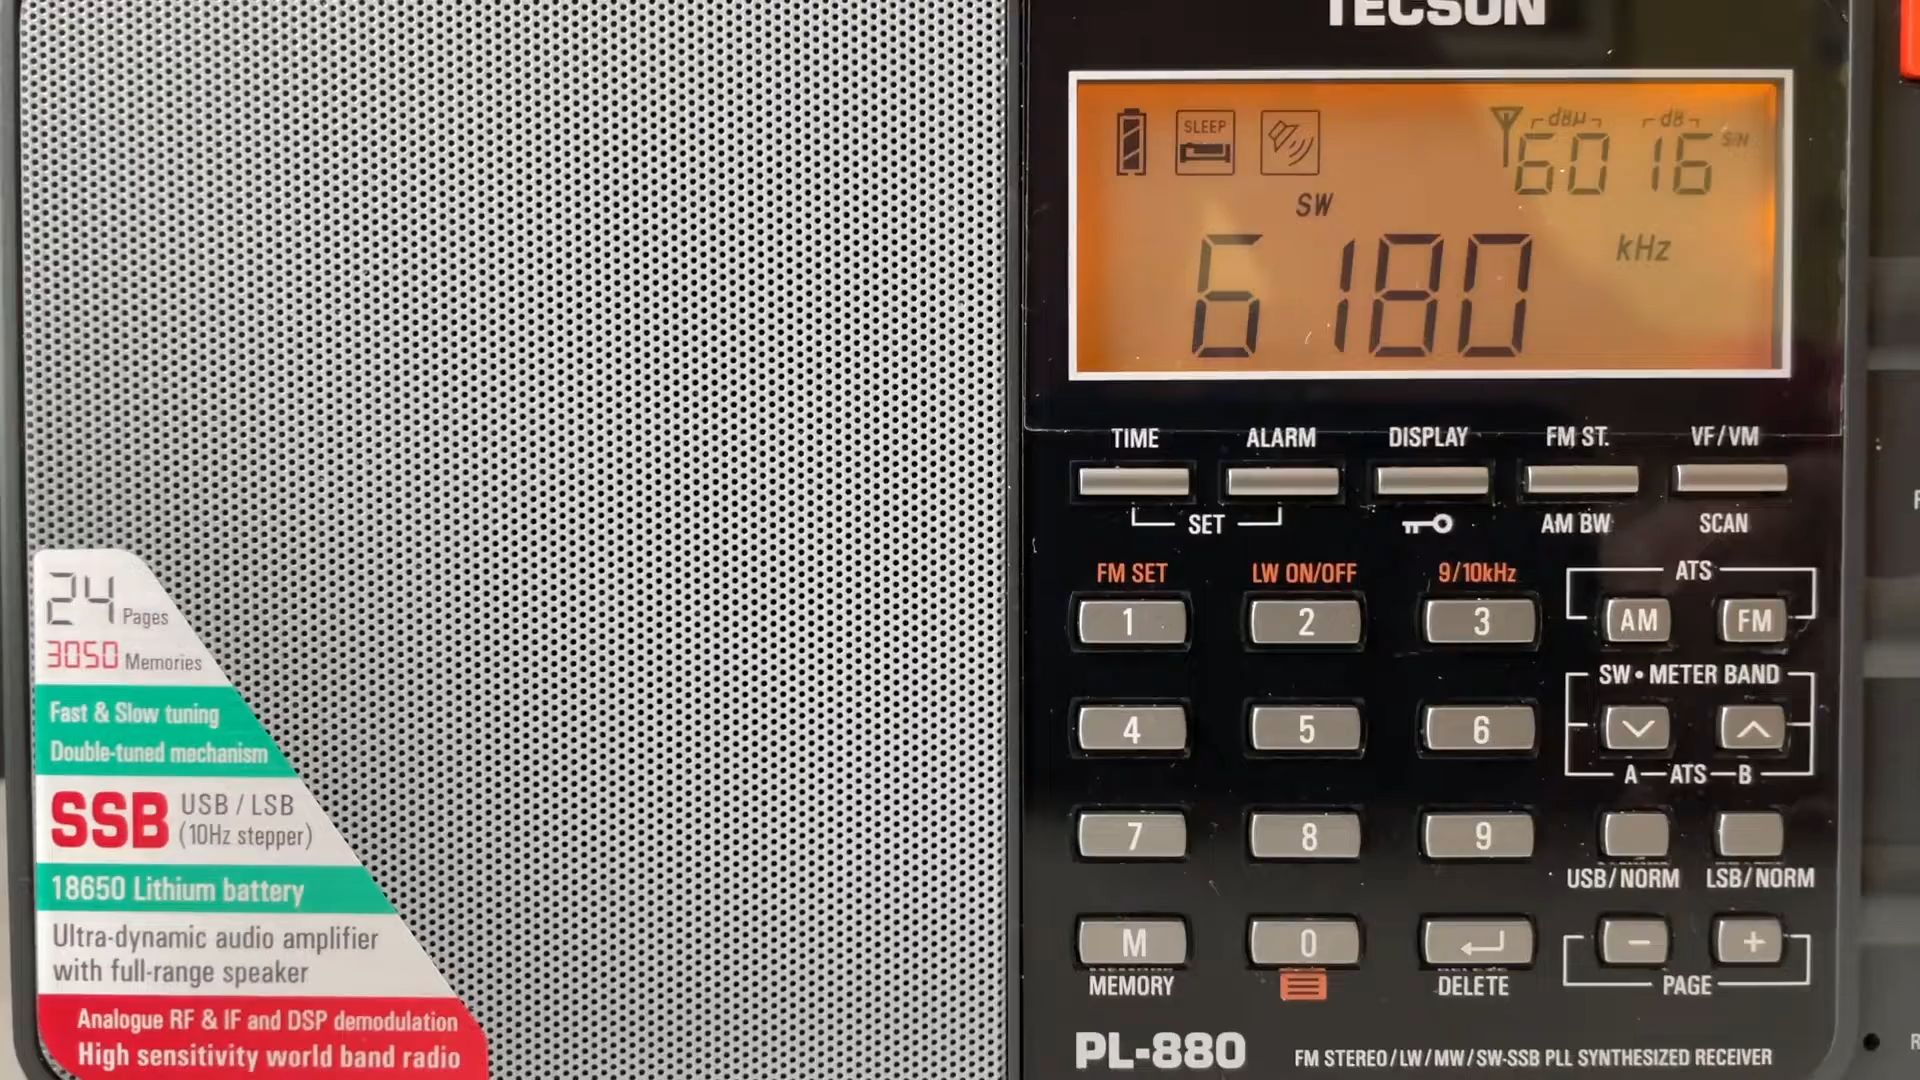 TECSUN
SLEEP
dBµ
dB
60 16
S/N
SW
6180
kHz
TIME ALARM DISPLAY FM ST. VF/VM
SET AM BW SCAN
FM SET LW ON/OFF 9/10kHz ATS
1 2 3 AM FM
SW • METER BAND
4 5 6
A ATS B
7 8 9
USB/NORM LSB/NORM
M 0 − +
MEMORY DELETE PAGE
PL-880 FM STEREO/LW/MW/SW-SSB PLL SYNTHESIZED RECEIVER
24 Pages
3050 Memories
Fast & Slow tuning
Double-tuned mechanism
SSB USB / LSB
(10Hz stepper)
18650 Lithium battery
Ultra-dynamic audio amplifier
with full-range speaker
Analogue RF & IF and DSP demodulation
High sensitivity world band radio